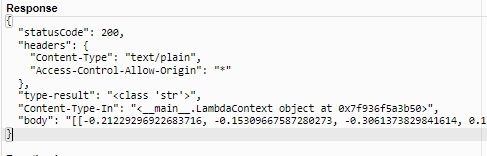 Response
{
  "statusCode": 200,
  "headers": {
    "Content-Type": "text/plain",
    "Access-Control-Allow-Origin": "*"
  },
  "type-result": "<class 'str'>",
  "Content-Type-In": "<__main__.LambdaContext object at 0x7f936f5a3b50>",
  "body": "[[-0.21229296922683716, -0.15309667587280273, -0.3061373829841614, 0.1
}